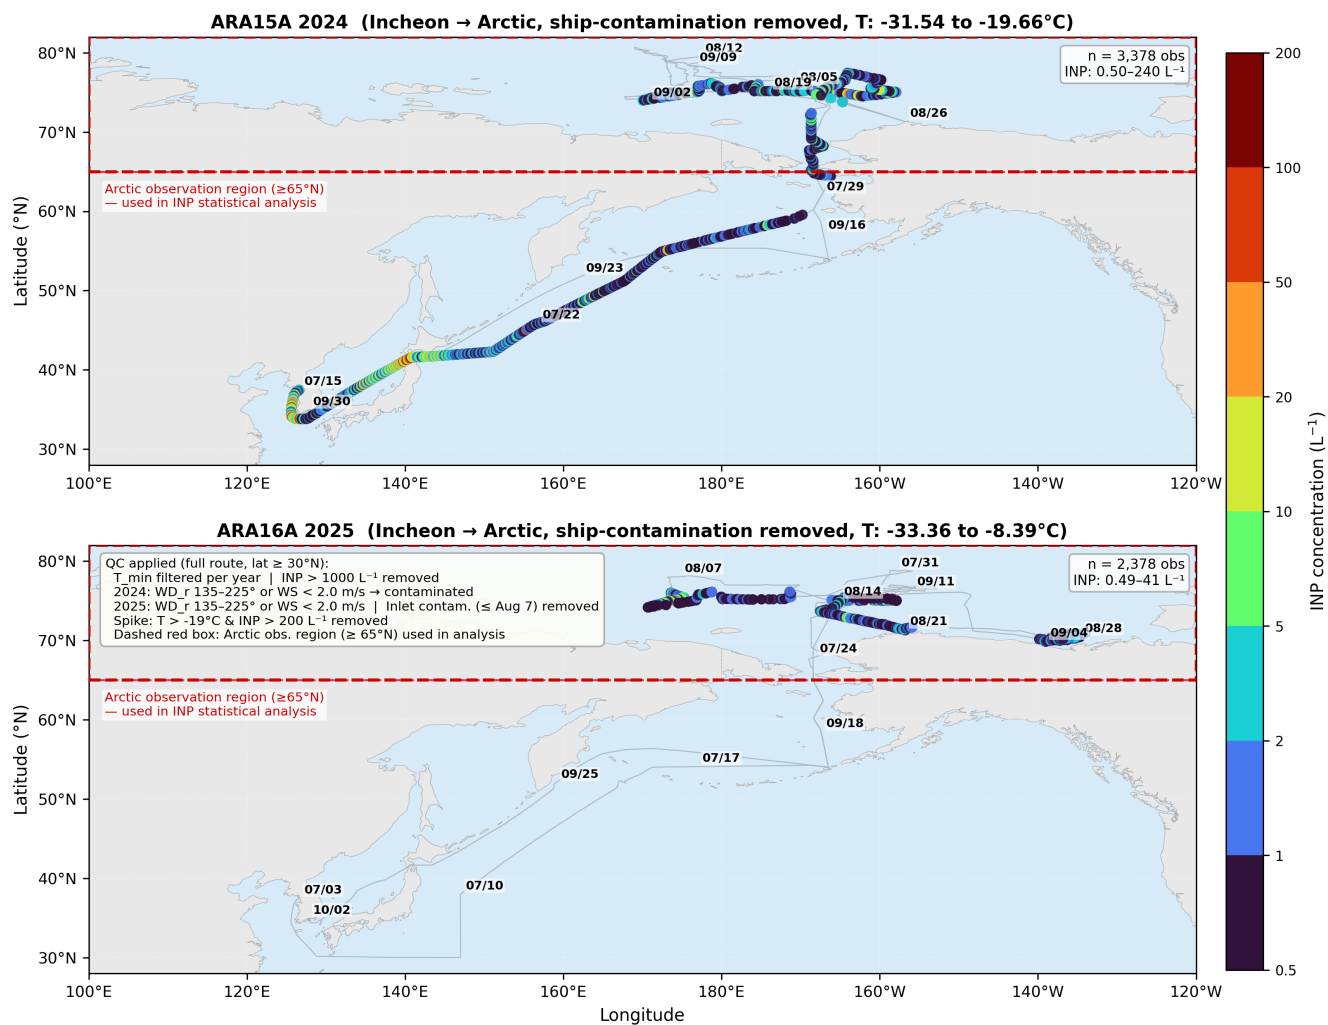 ARA15A 2024  (Incheon → Arctic, ship-contamination removed, T: -31.54 to -19.66°C)
n = 3,378 obs
INP: 0.50–240 L⁻¹
Arctic observation region (≥65°N)
— used in INP statistical analysis
80°N
70°N
60°N
50°N
40°N
30°N
Latitude (°N)
08/12
09/09
08/05
08/19
09/02
08/26
07/29
09/16
09/23
07/22
07/15
09/30
100°E
120°E
140°E
160°E
180°
160°W
140°W
120°W
ARA16A 2025  (Incheon → Arctic, ship-contamination removed, T: -33.36 to -8.39°C)
QC applied (full route, lat ≥ 30°N):
T_min filtered per year  |  INP > 1000 L⁻¹ removed
2024: WD_r 135–225° or WS < 2.0 m/s → contaminated
2025: WD_r 135–225° or WS < 2.0 m/s  |  Inlet contam. (≤ Aug 7) removed
Spike: T > -19°C & INP > 200 L⁻¹ removed
Dashed red box: Arctic obs. region (≥ 65°N) used in analysis
n = 2,378 obs
INP: 0.49–41 L⁻¹
Arctic observation region (≥65°N)
— used in INP statistical analysis
80°N
70°N
60°N
50°N
40°N
30°N
Latitude (°N)
07/31
08/07
09/11
08/14
08/21
08/28
09/04
07/24
09/18
07/17
09/25
07/10
07/03
10/02
100°E
120°E
140°E
160°E
180°
160°W
140°W
120°W
Longitude
200
100
50
20
10
5
2
1
0.5
INP concentration (L⁻¹)